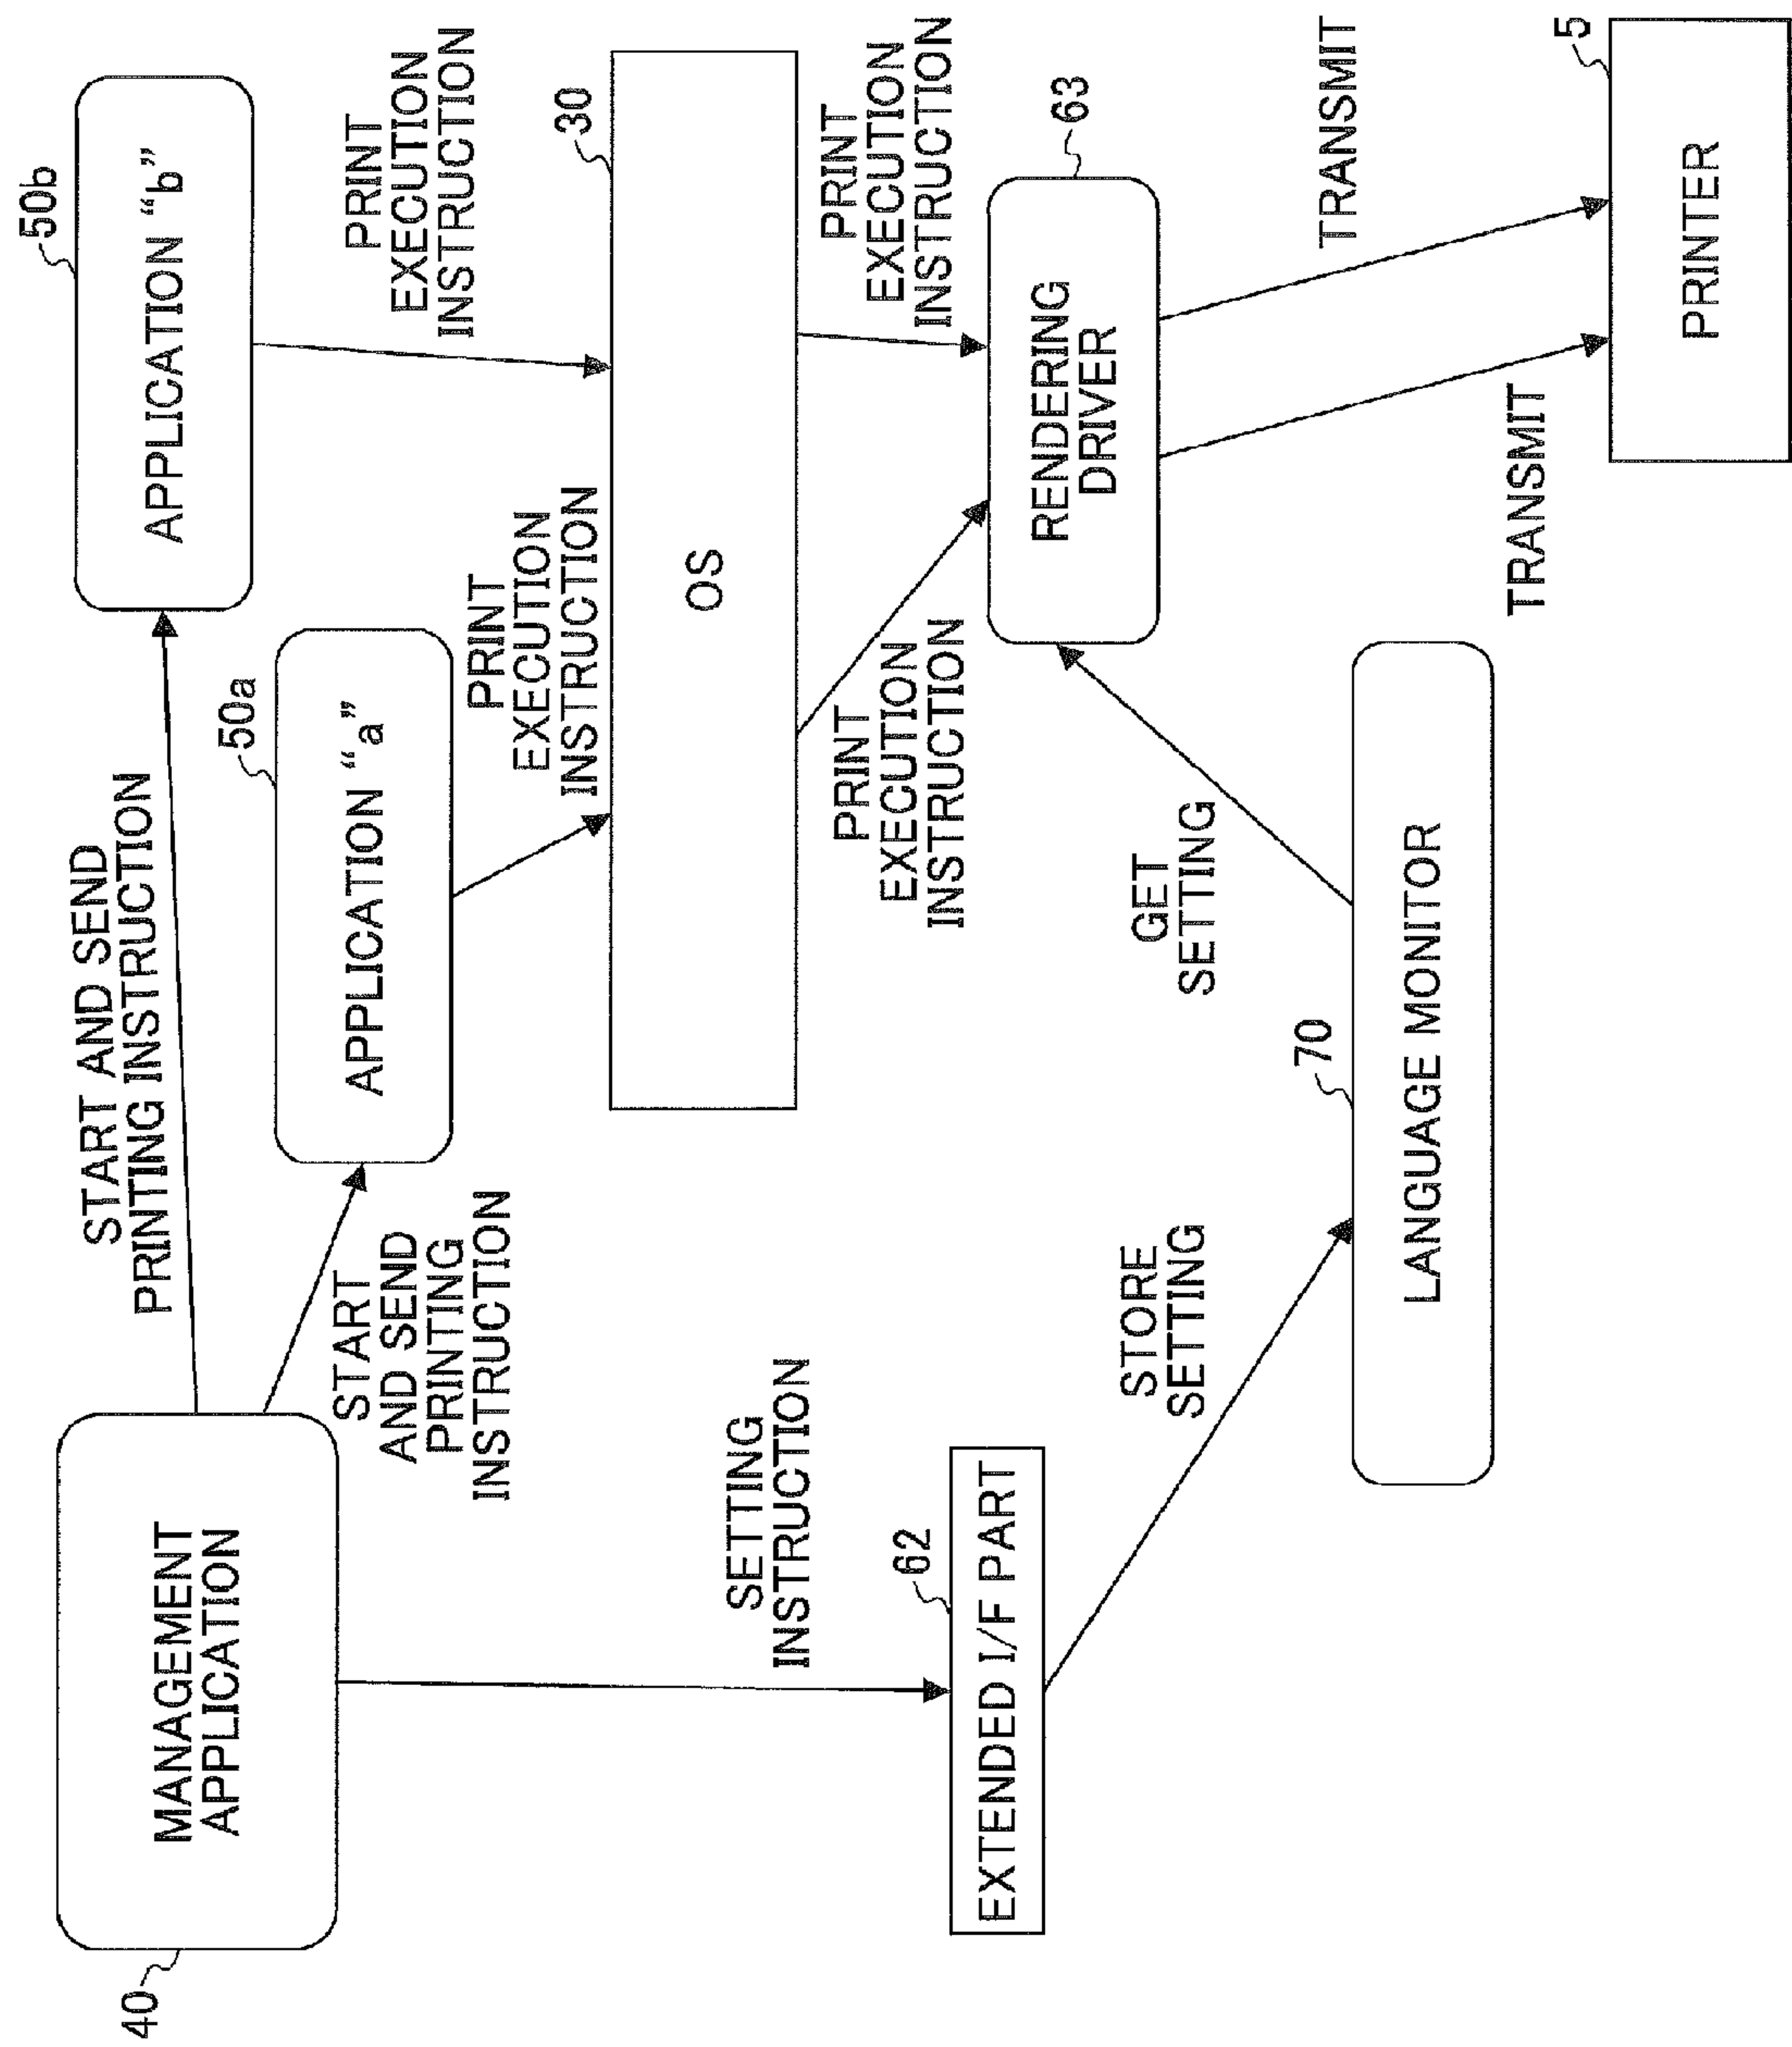 40
MANAGEMENT
APPLICATION
START AND SEND
PRINTING INSTRUCTION
50b
APPLICATION “b”
START
AND SEND
PRINTING
INSTRUCTION
50a
APPLICATION “a”
PRINT
EXECUTION
INSTRUCTION
PRINT
EXECUTION
INSTRUCTION
30
OS
SETTING
INSTRUCTION
PRINT
EXECUTION
INSTRUCTION
PRINT
EXECUTION
INSTRUCTION
62
EXTENDED I/F PART
63
RENDERING
DRIVER
STORE
SETTING
GET
SETTING
70
LANGUAGE MONITOR
TRANSMIT
TRANSMIT
5
PRINTER